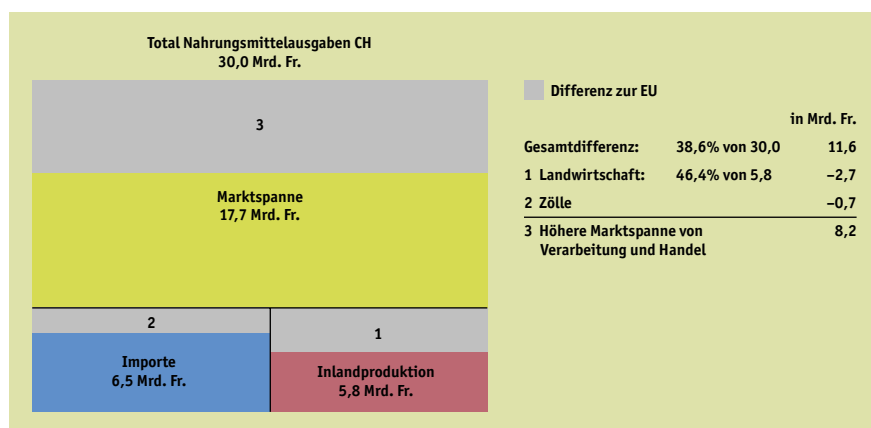 Total Nahrungsmittelausgaben CH
30,0 Mrd. Fr.
3
Marktspanne
17,7 Mrd. Fr.
2
1
Importe
6,5 Mrd. Fr.
Inlandproduktion
5,8 Mrd. Fr.
Differenz zur EU
in Mrd. Fr.
Gesamtdifferenz: 38,6% von 30,0 11,6
1 Landwirtschaft: 46,4% von 5,8 –2,7
2 Zölle –0,7
3 Höhere Marktspanne von 8,2
Verarbeitung und Handel